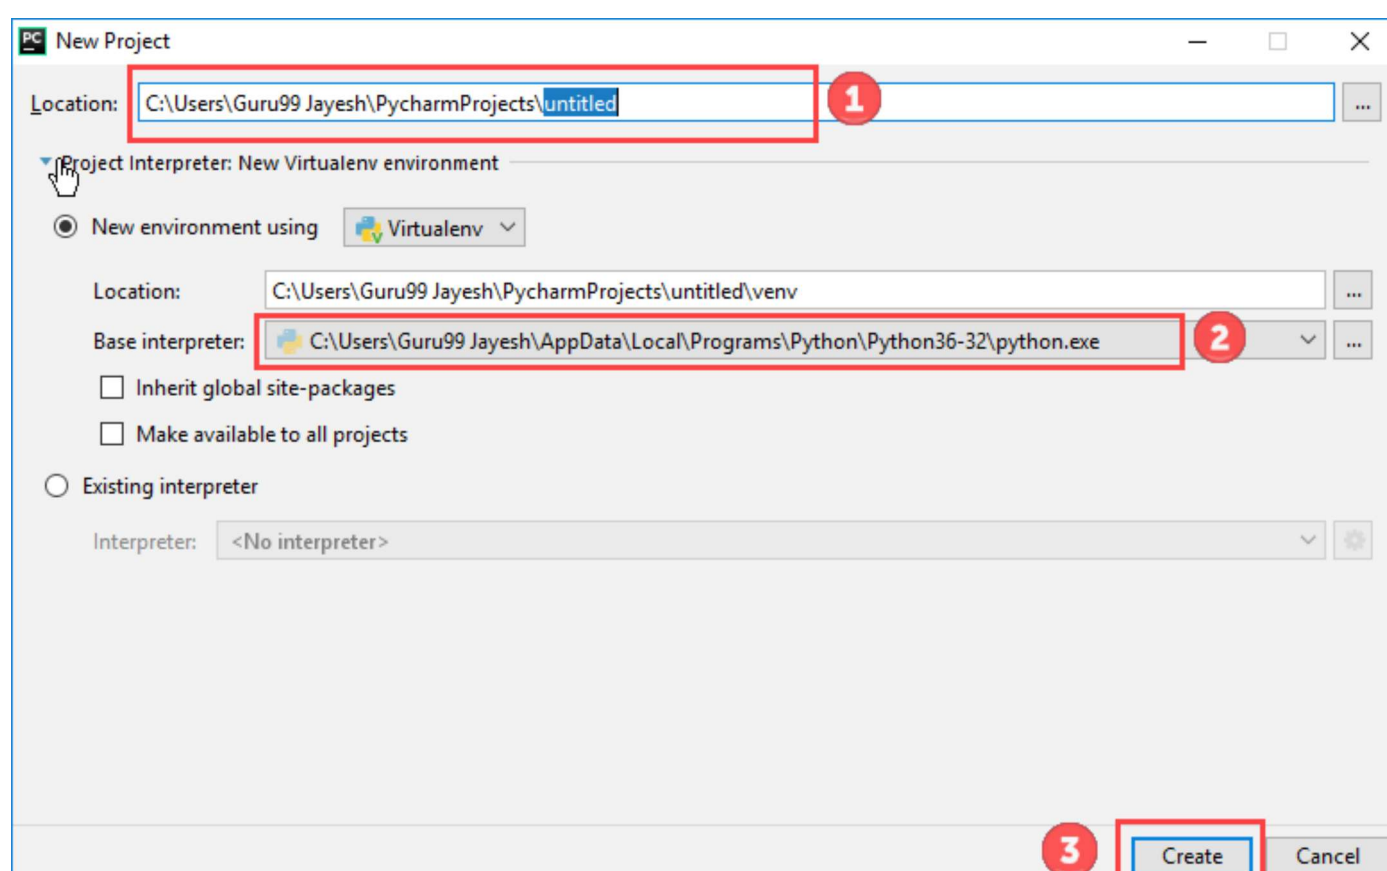 PC New Project
Location: C:\Users\Guru99 Jayesh\PycharmProjects\untitled ...
1
Project Interpreter: New Virtualenv environment
New environment using Virtualenv
Location: C:\Users\Guru99 Jayesh\PycharmProjects\untitled\venv ...
Base interpreter: C:\Users\Guru99 Jayesh\AppData\Local\Programs\Python\Python36-32\python.exe 2 ...
Inherit global site-packages
Make available to all projects
Existing interpreter
Interpreter: <No interpreter>
3 Create Cancel